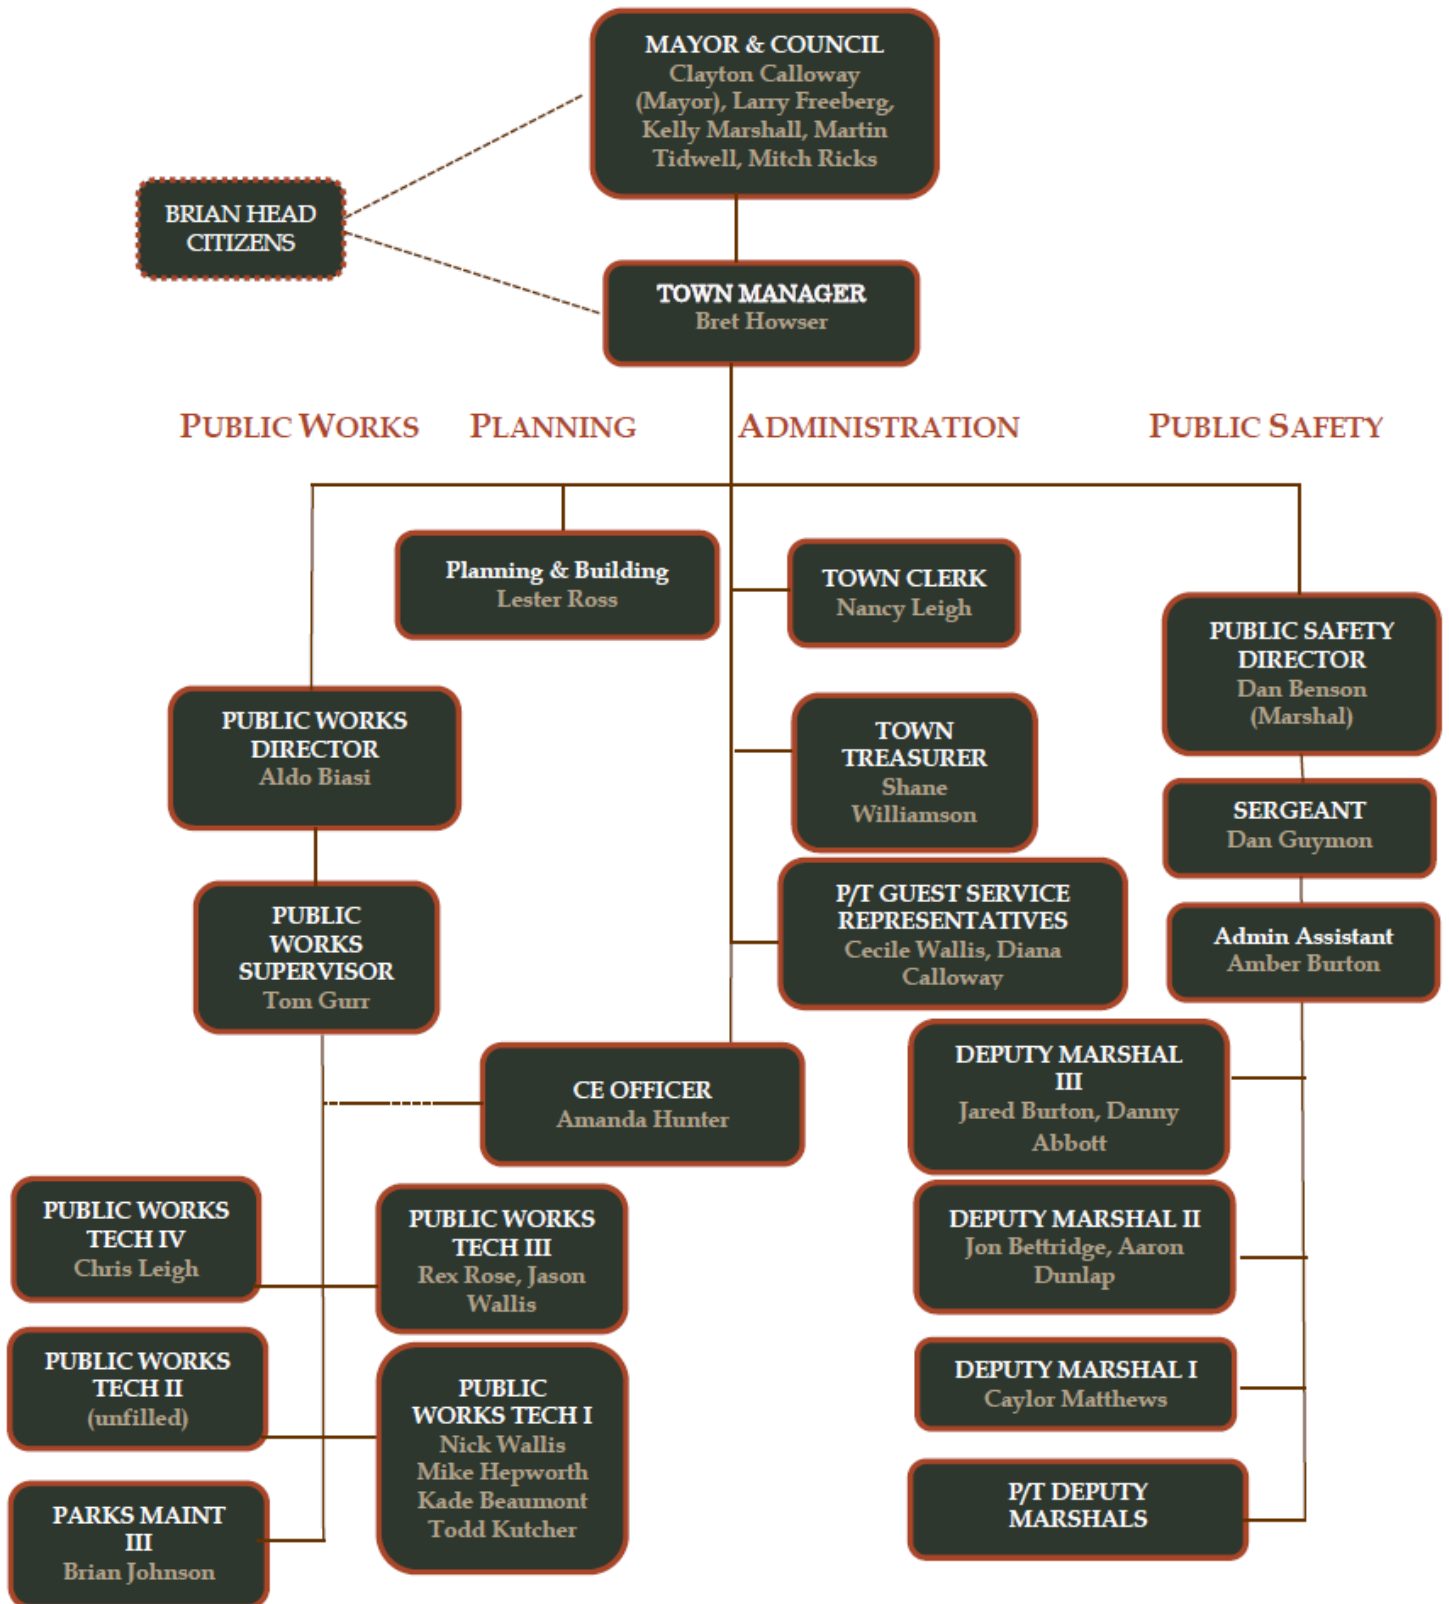 MAYOR & COUNCIL
Clayton Calloway
(Mayor), Larry Freeberg,
Kelly Marshall, Martin
Tidwell, Mitch Ricks
BRIAN HEAD
CITIZENS
TOWN MANAGER
Bret Howser
PUBLIC WORKS
PLANNING
ADMINISTRATION
PUBLIC SAFETY
Planning & Building
Lester Ross
TOWN CLERK
Nancy Leigh
PUBLIC SAFETY
DIRECTOR
Dan Benson
(Marshal)
PUBLIC WORKS
DIRECTOR
Aldo Biasi
TOWN
TREASURER
Shane
Williamson
SERGEANT
Dan Guymon
PUBLIC
WORKS
SUPERVISOR
Tom Gurr
P/T GUEST SERVICE
REPRESENTATIVES
Cecile Wallis, Diana
Calloway
Admin Assistant
Amber Burton
CE OFFICER
Amanda Hunter
DEPUTY MARSHAL
III
Jared Burton, Danny
Abbott
PUBLIC WORKS
TECH IV
Chris Leigh
PUBLIC WORKS
TECH III
Rex Rose, Jason
Wallis
DEPUTY MARSHAL II
Jon Bettridge, Aaron
Dunlap
PUBLIC WORKS
TECH II
(unfilled)
PUBLIC
WORKS TECH I
Nick Wallis
Mike Hepworth
Kade Beaumont
Todd Kutcher
DEPUTY MARSHAL I
Caylor Matthews
PARKS MAINT
III
Brian Johnson
P/T DEPUTY
MARSHALS